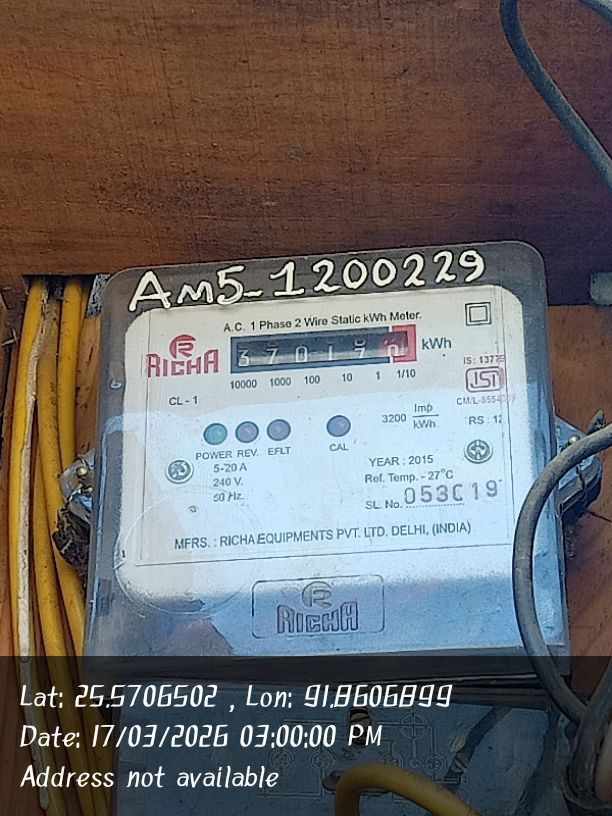 Am5-1200229
A.C. 1 Phase 2 Wire Static kWh Meter.
RICHA
37019 kWh
10000 1000 100 10 1 1/10
IS: 13779
CL - 1
3200 Imp/kWh
RS: 12
POWER REV. EFLT CAL
5-20 A
240 V.
50 Hz.
YEAR : 2015
Ref. Temp. - 27°C
SL. No.
MFRS. : RICHA EQUIPMENTS PVT. LTD. DELHI, (INDIA)
RICHA
Lat: 25.5706502 , Lon: 91.8606899
Date: 17/03/2026 03:00:00 PM
Address not available